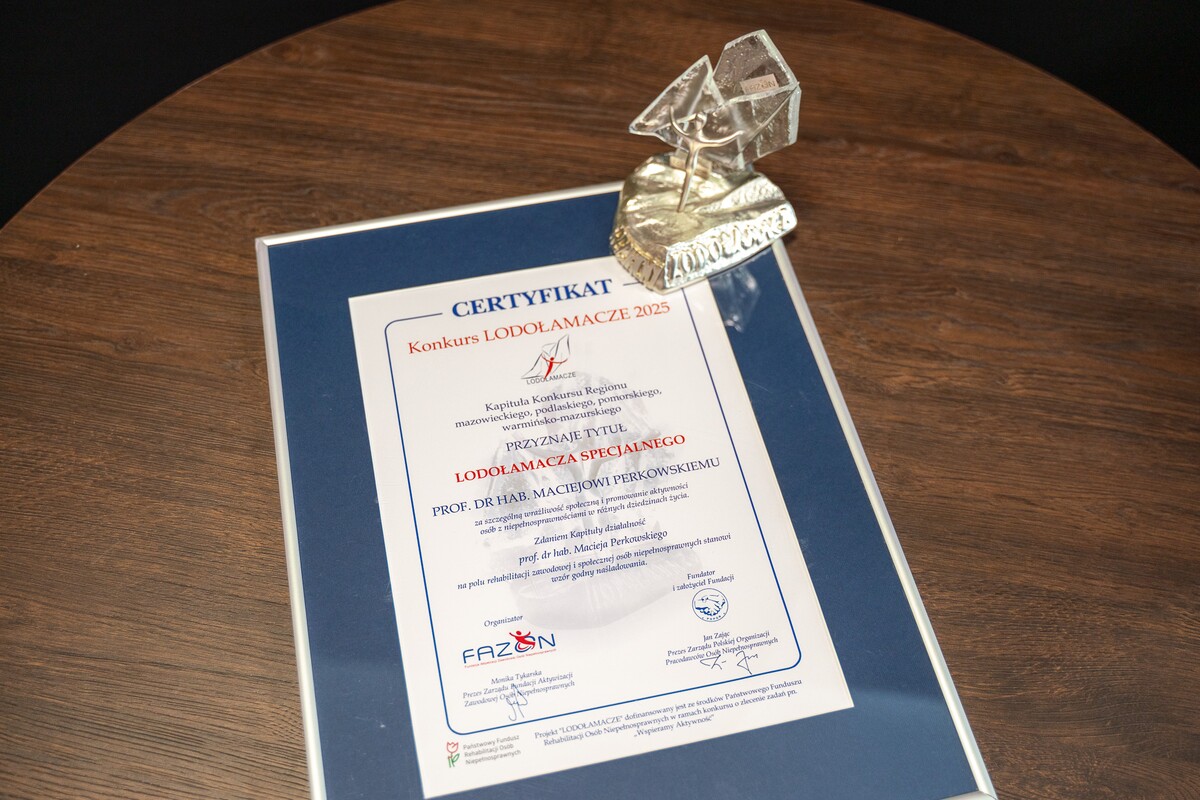 FAZON
LODOŁAMACZE
CERTYFIKAT
Konkurs LODOŁAMACZE 2025
LODOŁAMACZE
Kapituła Konkursu Regionu
mazowieckiego, podlaskiego, pomorskiego,
warmińsko-mazurskiego
PRZYZNAJE TYTUŁ
LODOŁAMACZA SPECJALNEGO
PROF. DR HAB. MACIEJOWI PERKOWSKIEMU
za szczególną wrażliwość społeczną i promowanie aktywności
osób z niepełnosprawnościami w różnych dziedzinach życia.
Zdaniem Kapituły działalność
prof. dr hab. Macieja Perkowskiego
na polu rehabilitacji zawodowej i społecznej osób niepełnosprawnych stanowi
wzór godny naśladowania.
Organizator
FAZON
Monika Tykarska
Prezes Zarządu Fundacji Aktywizacji
Zawodowej Osób Niepełnosprawnych
Fundator
i założyciel Fundacji
Jan Zając
Prezes Zarządu Polskiej Organizacji
Pracodawców Osób Niepełnosprawnych
Państwowy Fundusz
Rehabilitacji Osób
Niepełnosprawnych
Projekt "LODOŁAMACZE" dofinansowany jest ze środków Państwowego Funduszu
Rehabilitacji Osób Niepełnosprawnych w ramach konkursu o zlecenie zadań pn.
„Wspieramy Aktywność"